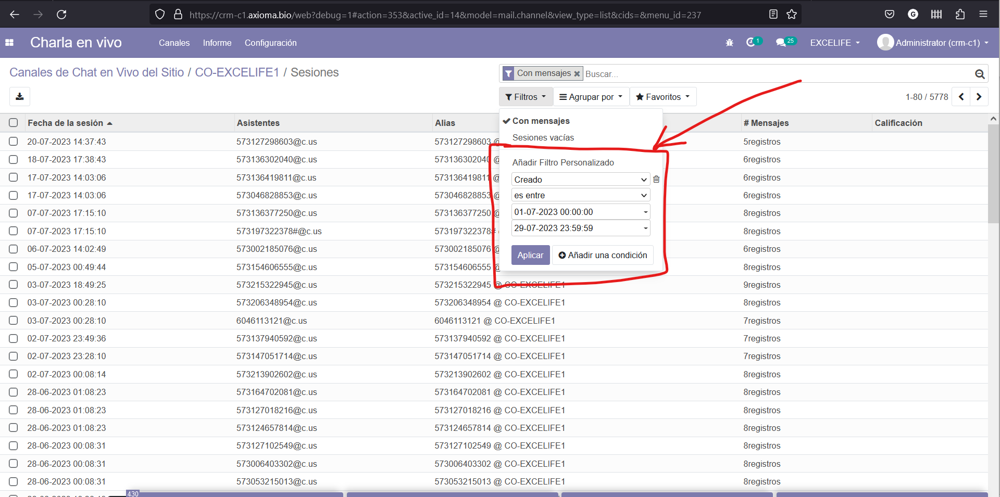 https://crm-c1.axioma.bio/web?debug=1#action=353&active_id=14&model=mail.channel&view_type=list&cids=&menu_id=237
G
Charla en vivo Canales Informe Configuración 1 25 EXCELIFE Administrator (crm-c1)
Canales de Chat en Vivo del Sitio / CO-EXCELIFE1 / Sesiones
Con mensajes Buscar...
Filtros Agrupar por Favoritos 1-80 / 5778
Con mensajes
Sesiones vacías
Añadir Filtro Personalizado
Creado
es entre
01-07-2023 00:00:00
29-07-2023 23:59:59
Aplicar Añadir una condición
Fecha de la sesión Asistentes Alias # Mensajes Calificación
20-07-2023 14:37:43 573127298603@c.us 573127298603 @ 5registros
18-07-2023 17:38:43 573136302040@c.us 573136302040 @ 6registros
17-07-2023 14:03:06 573136419811@c.us 573136419811 @ 6registros
17-07-2023 14:03:06 573046828853@c.us 573046828853 @ 6registros
07-07-2023 17:15:10 573136377250@c.us 573136377250 @ 8registros
07-07-2023 17:15:10 573197322378#@c.us 573197322378# 8registros
06-07-2023 14:02:49 573002185076@c.us 573002185076 @ 6registros
05-07-2023 00:49:44 573154606555@c.us 573154606555 @ 8registros
03-07-2023 18:49:25 573215322945@c.us 573215322945 @ CO-EXCELIFE1 9registros
03-07-2023 00:28:10 573206348954@c.us 573206348954 @ CO-EXCELIFE1 8registros
03-07-2023 00:28:10 6046113121@c.us 6046113121 @ CO-EXCELIFE1 7registros
02-07-2023 23:49:36 573137940592@c.us 573137940592 @ CO-EXCELIFE1 7registros
02-07-2023 23:28:10 573147051714@c.us 573147051714 @ CO-EXCELIFE1 7registros
02-07-2023 00:08:14 573213902602@c.us 573213902602 @ CO-EXCELIFE1 8registros
28-06-2023 01:08:23 573164702081@c.us 573164702081 @ CO-EXCELIFE1 8registros
28-06-2023 01:08:23 573127018216@c.us 573127018216 @ CO-EXCELIFE1 8registros
28-06-2023 01:08:23 573124657814@c.us 573124657814 @ CO-EXCELIFE1 8registros
28-06-2023 00:08:31 573127102549@c.us 573127102549 @ CO-EXCELIFE1 8registros
28-06-2023 00:08:31 573006403302@c.us 573006403302 @ CO-EXCELIFE1 8registros
28-06-2023 00:08:31 573053215013@c.us 573053215013 @ CO-EXCELIFE1 8registros
430